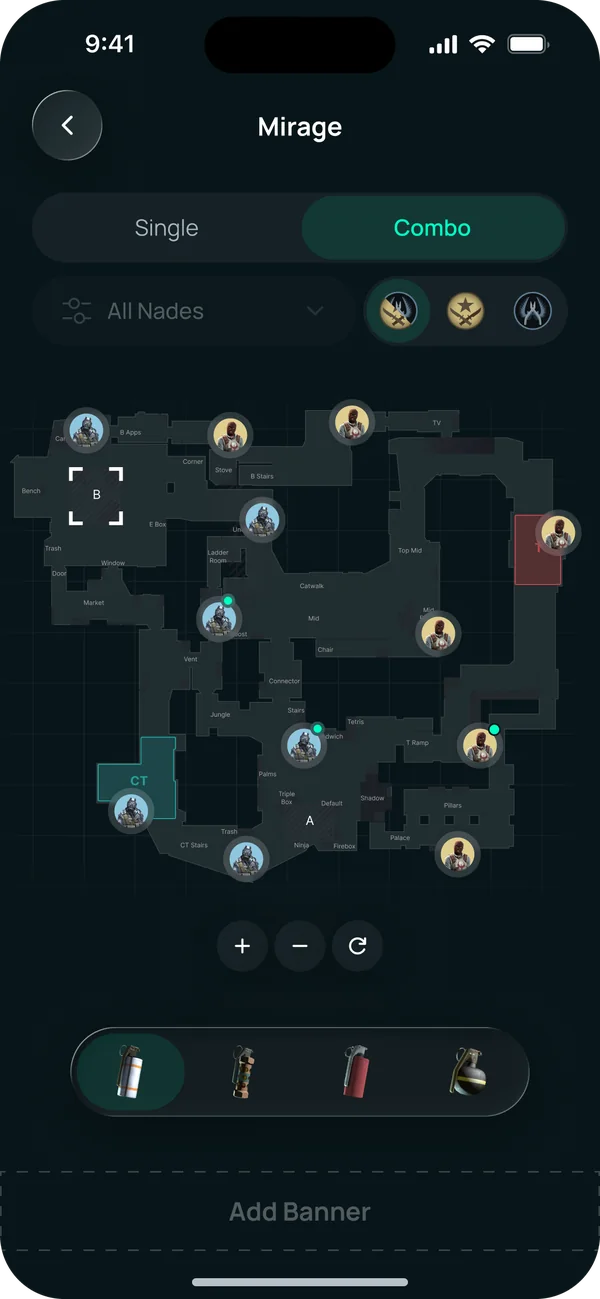 9:41
Mirage
Single
Combo
All Nades
TV
B Apps
Corner
Stove
B Stairs
Bench
B
E Box
Trash
Window
Door
Ladder
Room
Top Mid
T
Catwalk
Market
Mid
Mid
Chair
Vent
Connector
Jungle
Stairs
Tetris
T Ramp
Palms
CT
Triple
Box
Default
Shadow
Pillars
A
Trash
CT Stairs
Ninja
Firebox
Palace
Add Banner